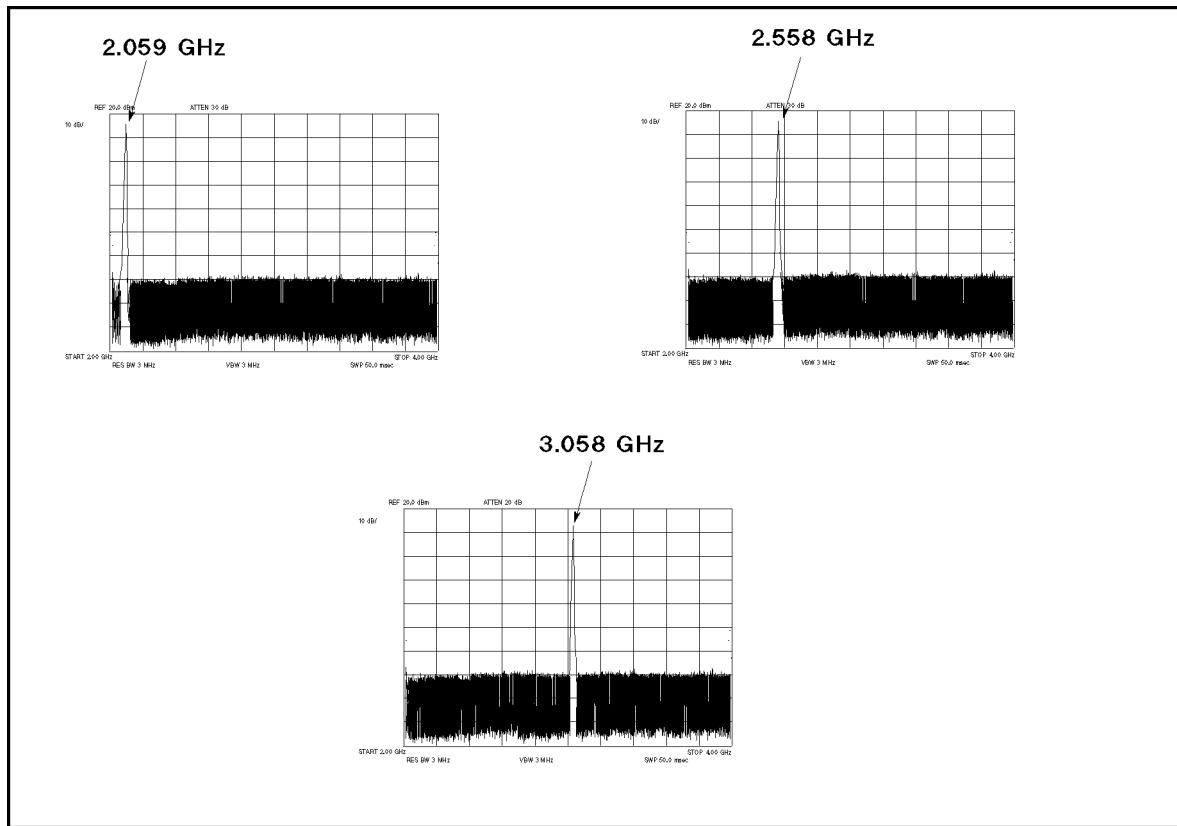 2.059 GHz
REF 20.0 dBm ATTEN 30 dB
10 dB/
START 2.00 GHz STOP 4.00 GHz
RES BW 3 MHz VBW 3 MHz SWP 50.0 msec
2.558 GHz
REF 20.0 dBm ATTEN 30 dB
10 dB/
START 2.00 GHz STOP 4.00 GHz
RES BW 3 MHz VBW 3 MHz SWP 50.0 msec
3.058 GHz
REF 20.0 dBm ATTEN 20 dB
10 dB/
START 2.00 GHz STOP 4.00 GHz
RES BW 3 MHz VBW 3 MHz SWP 50.0 msec